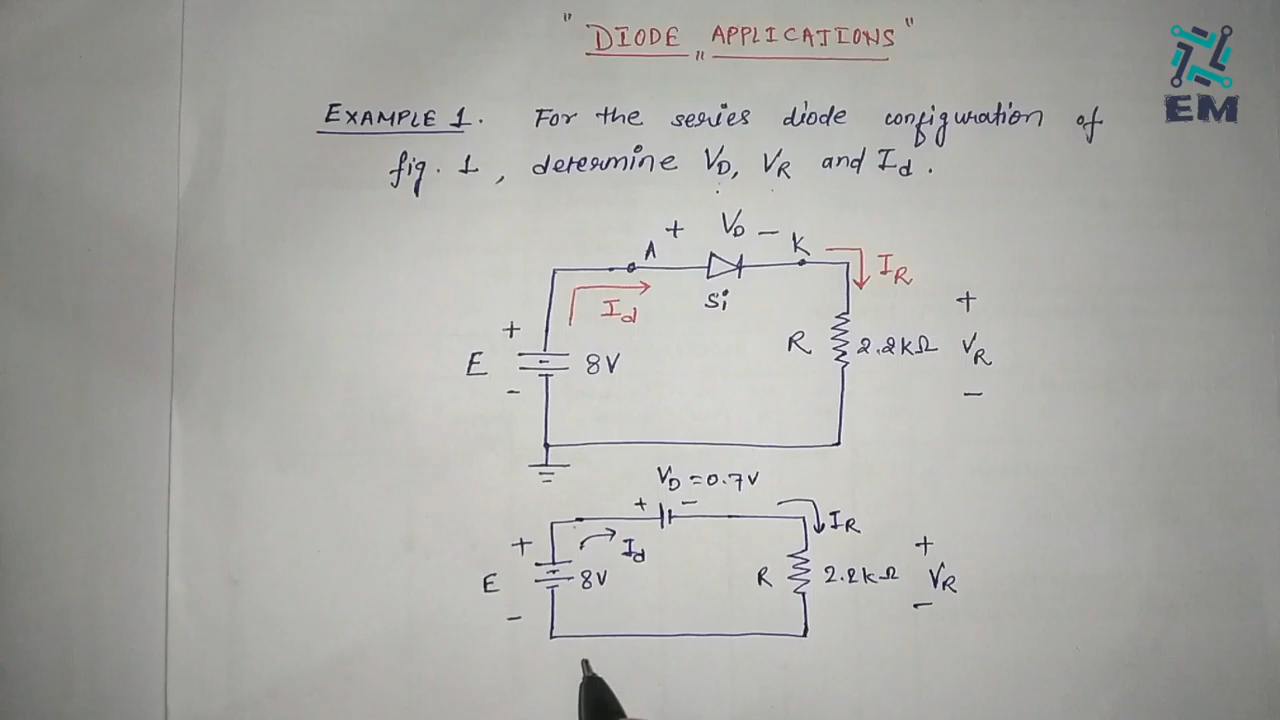 " DIODE " APPLICATIONS "
EM
EXAMPLE 1. For the series diode configuration of
fig. 1, determine VD, VR and Id.
+ VD -
A K
Id IR
Si
+ +
E 8V R 2.2kΩ VR
- -
VD = 0.7V
+ -
IR
+ Id +
E 8V R 2.2kΩ VR
- -